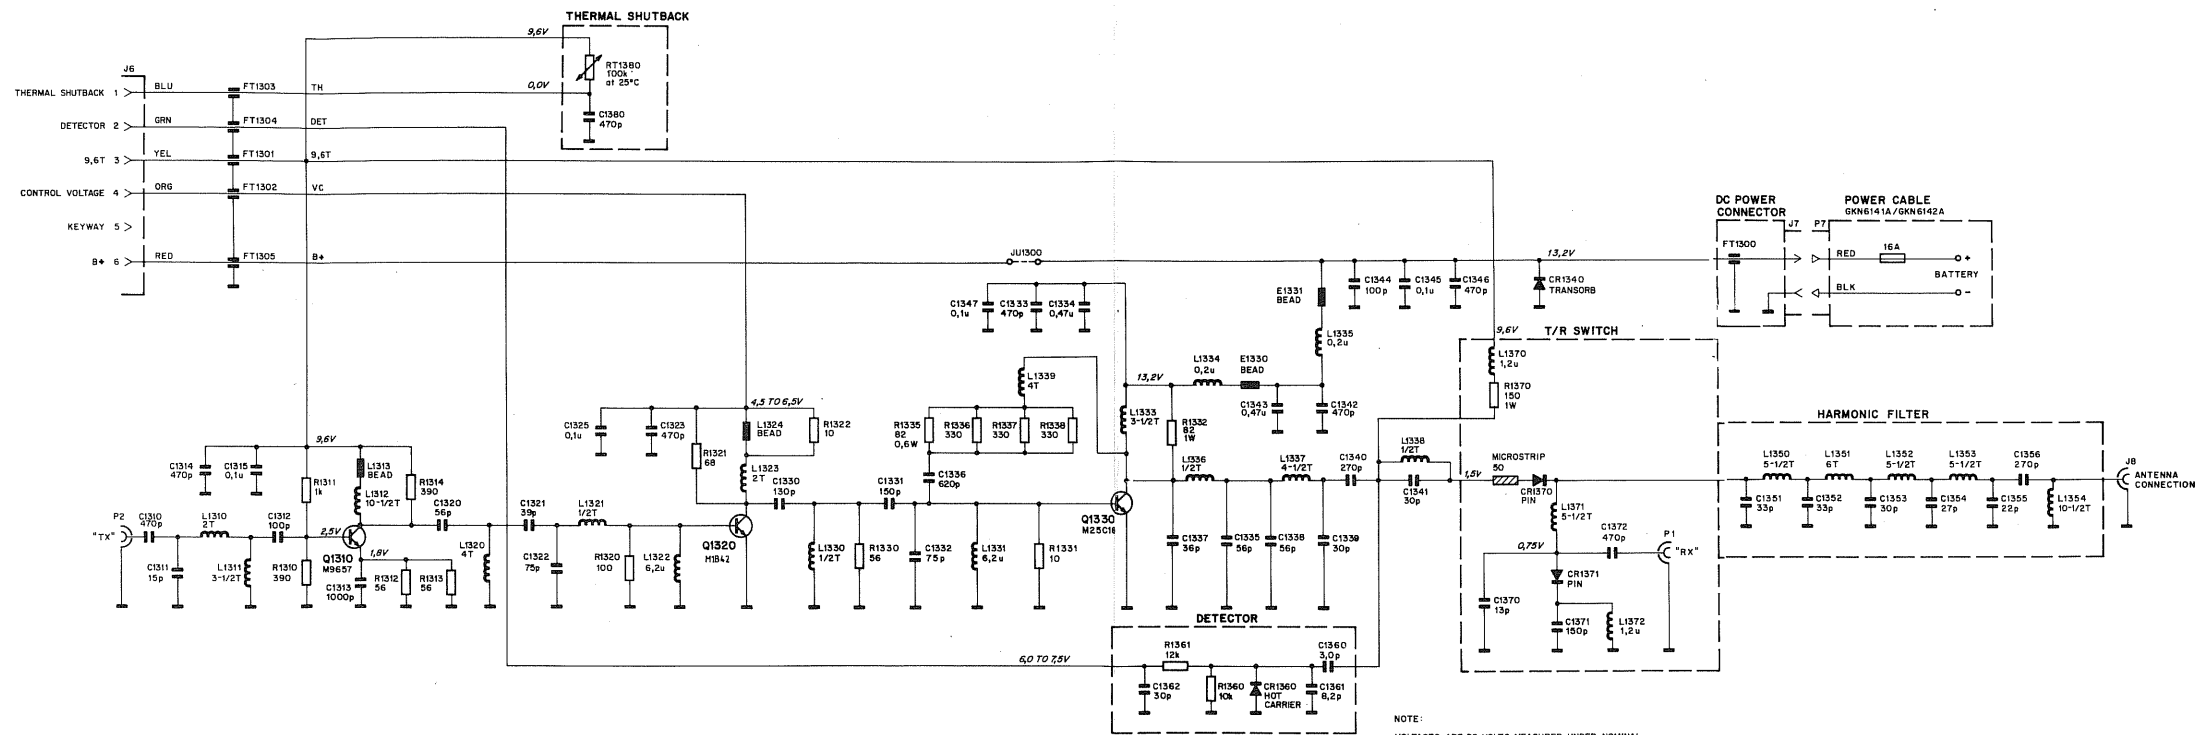 THERMAL SHUTBACK
9,6V
RT1380
100k
at 25°C
0,0V
C1380
470p
J6
THERMAL SHUTBACK 1
BLU
FT1303
TH
DETECTOR 2
GRN
FT1304
DET
9,6T 3
YEL
FT1301
9,6T
CONTROL VOLTAGE 4
ORG
FT1302
VC
KEYWAY 5
B+ 6
RED
FT1305
B+
JU1300
13,2V
DC POWER
CONNECTOR
J7
P7
POWER CABLE
GKN6141A/GKN6142A
FT1300
RED
16A
+
BATTERY
BLK
-
C1347
0,1u
C1333
470p
C1334
0,47u
E1331
BEAD
C1344
100p
C1345
0,1u
C1346
470p
CR1340
TRANSORB
L1335
0,2u
L1334
0,2u
E1330
BEAD
13,2V
C1343
0,47u
C1342
470p
L1339
4T
L1333
3-1/2T
R1332
82
1W
R1335
82
0,6W
R1336
330
R1337
330
R1338
330
C1336
620p
T/R SWITCH
9,6V
L1370
1,2u
R1370
150
1W
HARMONIC FILTER
4,5 TO 6,5V
C1325
0,1u
C1323
470p
L1324
BEAD
R1322
10
R1321
68
L1323
2T
C1330
130p
C1331
150p
9,6V
C1314
470p
C1315
0,1u
R1311
1k
L1313
BEAD
L1312
10-1/2T
R1314
390
C1320
56p
C1321
39p
L1321
1/2T
P2
"TX"
C1310
470p
L1310
2T
C1312
100p
2,5V
Q1310
M9657
1,8V
C1311
15p
L1311
3-1/2T
R1310
390
C1313
1000p
R1312
56
R1313
56
L1320
4T
C1322
75p
R1320
100
L1322
6,2u
Q1320
M1B42
L1330
1/2T
R1330
56
C1332
75p
L1331
6,2u
R1331
10
Q1330
M25C18
L1336
1/2T
L1337
4-1/2T
C1340
270p
L1338
1/2T
C1341
30p
C1337
36p
C1335
56p
C1338
56p
C1339
30p
1,5V
MICROSTRIP
50
CR1370
PIN
L1371
5-1/2T
C1372
470p
P1
"RX"
0,75V
CR1371
PIN
C1370
13p
C1371
150p
L1372
1,2u
L1350
5-1/2T
L1351
6T
L1352
5-1/2T
L1353
5-1/2T
C1356
270p
J8
ANTENNA
CONNECTION
C1351
33p
C1352
33p
C1353
30p
C1354
27p
C1355
22p
L1354
10-1/2T
DETECTOR
6,0 TO 7,5V
R1361
12k
C1360
3,0p
C1362
30p
R1360
10k
CR1360
HOT
CARRIER
C1361
8,2p
NOTE:
VOLTAGES ARE DC VOLTS MEASURED UNDER NOMINAL